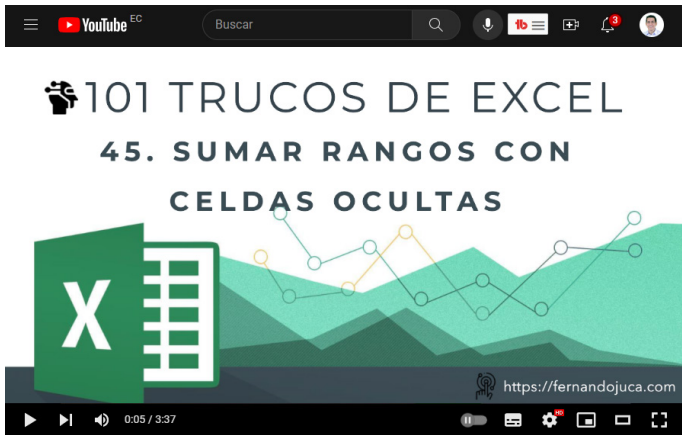 YouTube EC
Buscar
3
101 TRUCOS DE EXCEL
45. SUMAR RANGOS CON
CELDAS OCULTAS
X
https://fernandojuca.com
0:05 / 3:37
HD